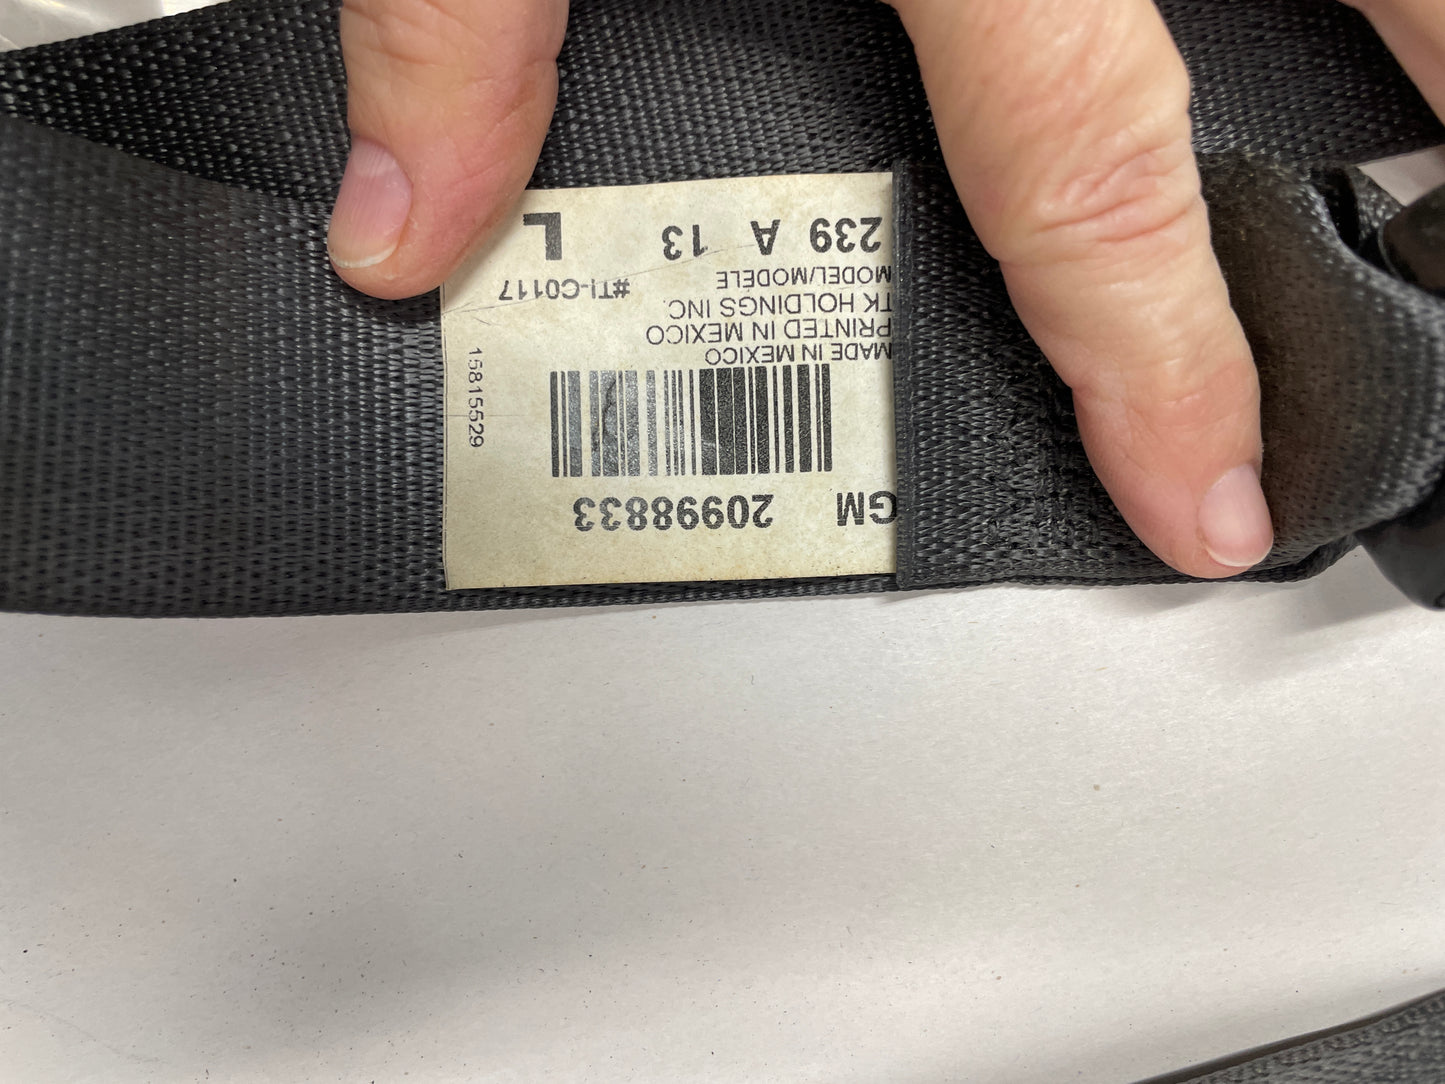 GM 20998833
MADE IN MEXICO
PRINTED IN MEXICO
TK HOLDINGS INC.
MODEL/MODELE #TI-C0117
239 A 13 L
15815529